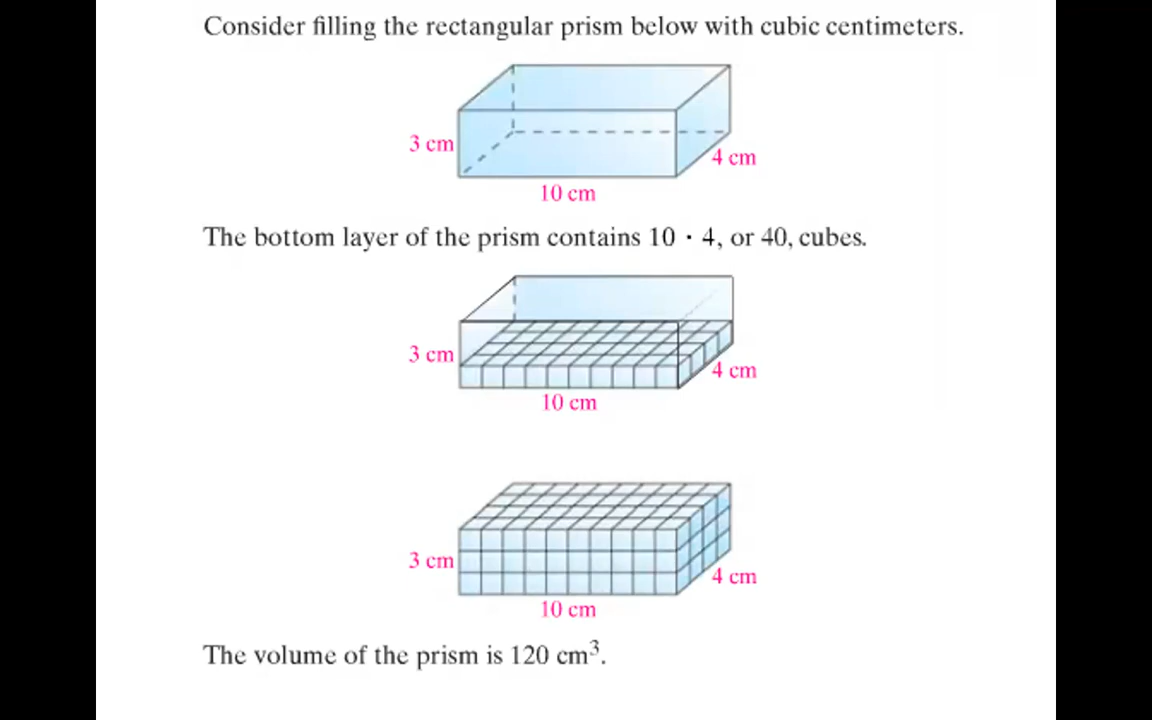 Consider filling the rectangular prism below with cubic centimeters.
3 cm
4 cm
10 cm
The bottom layer of the prism contains 10 · 4, or 40, cubes.
3 cm
4 cm
10 cm
3 cm
4 cm
10 cm
The volume of the prism is 120 cm³.